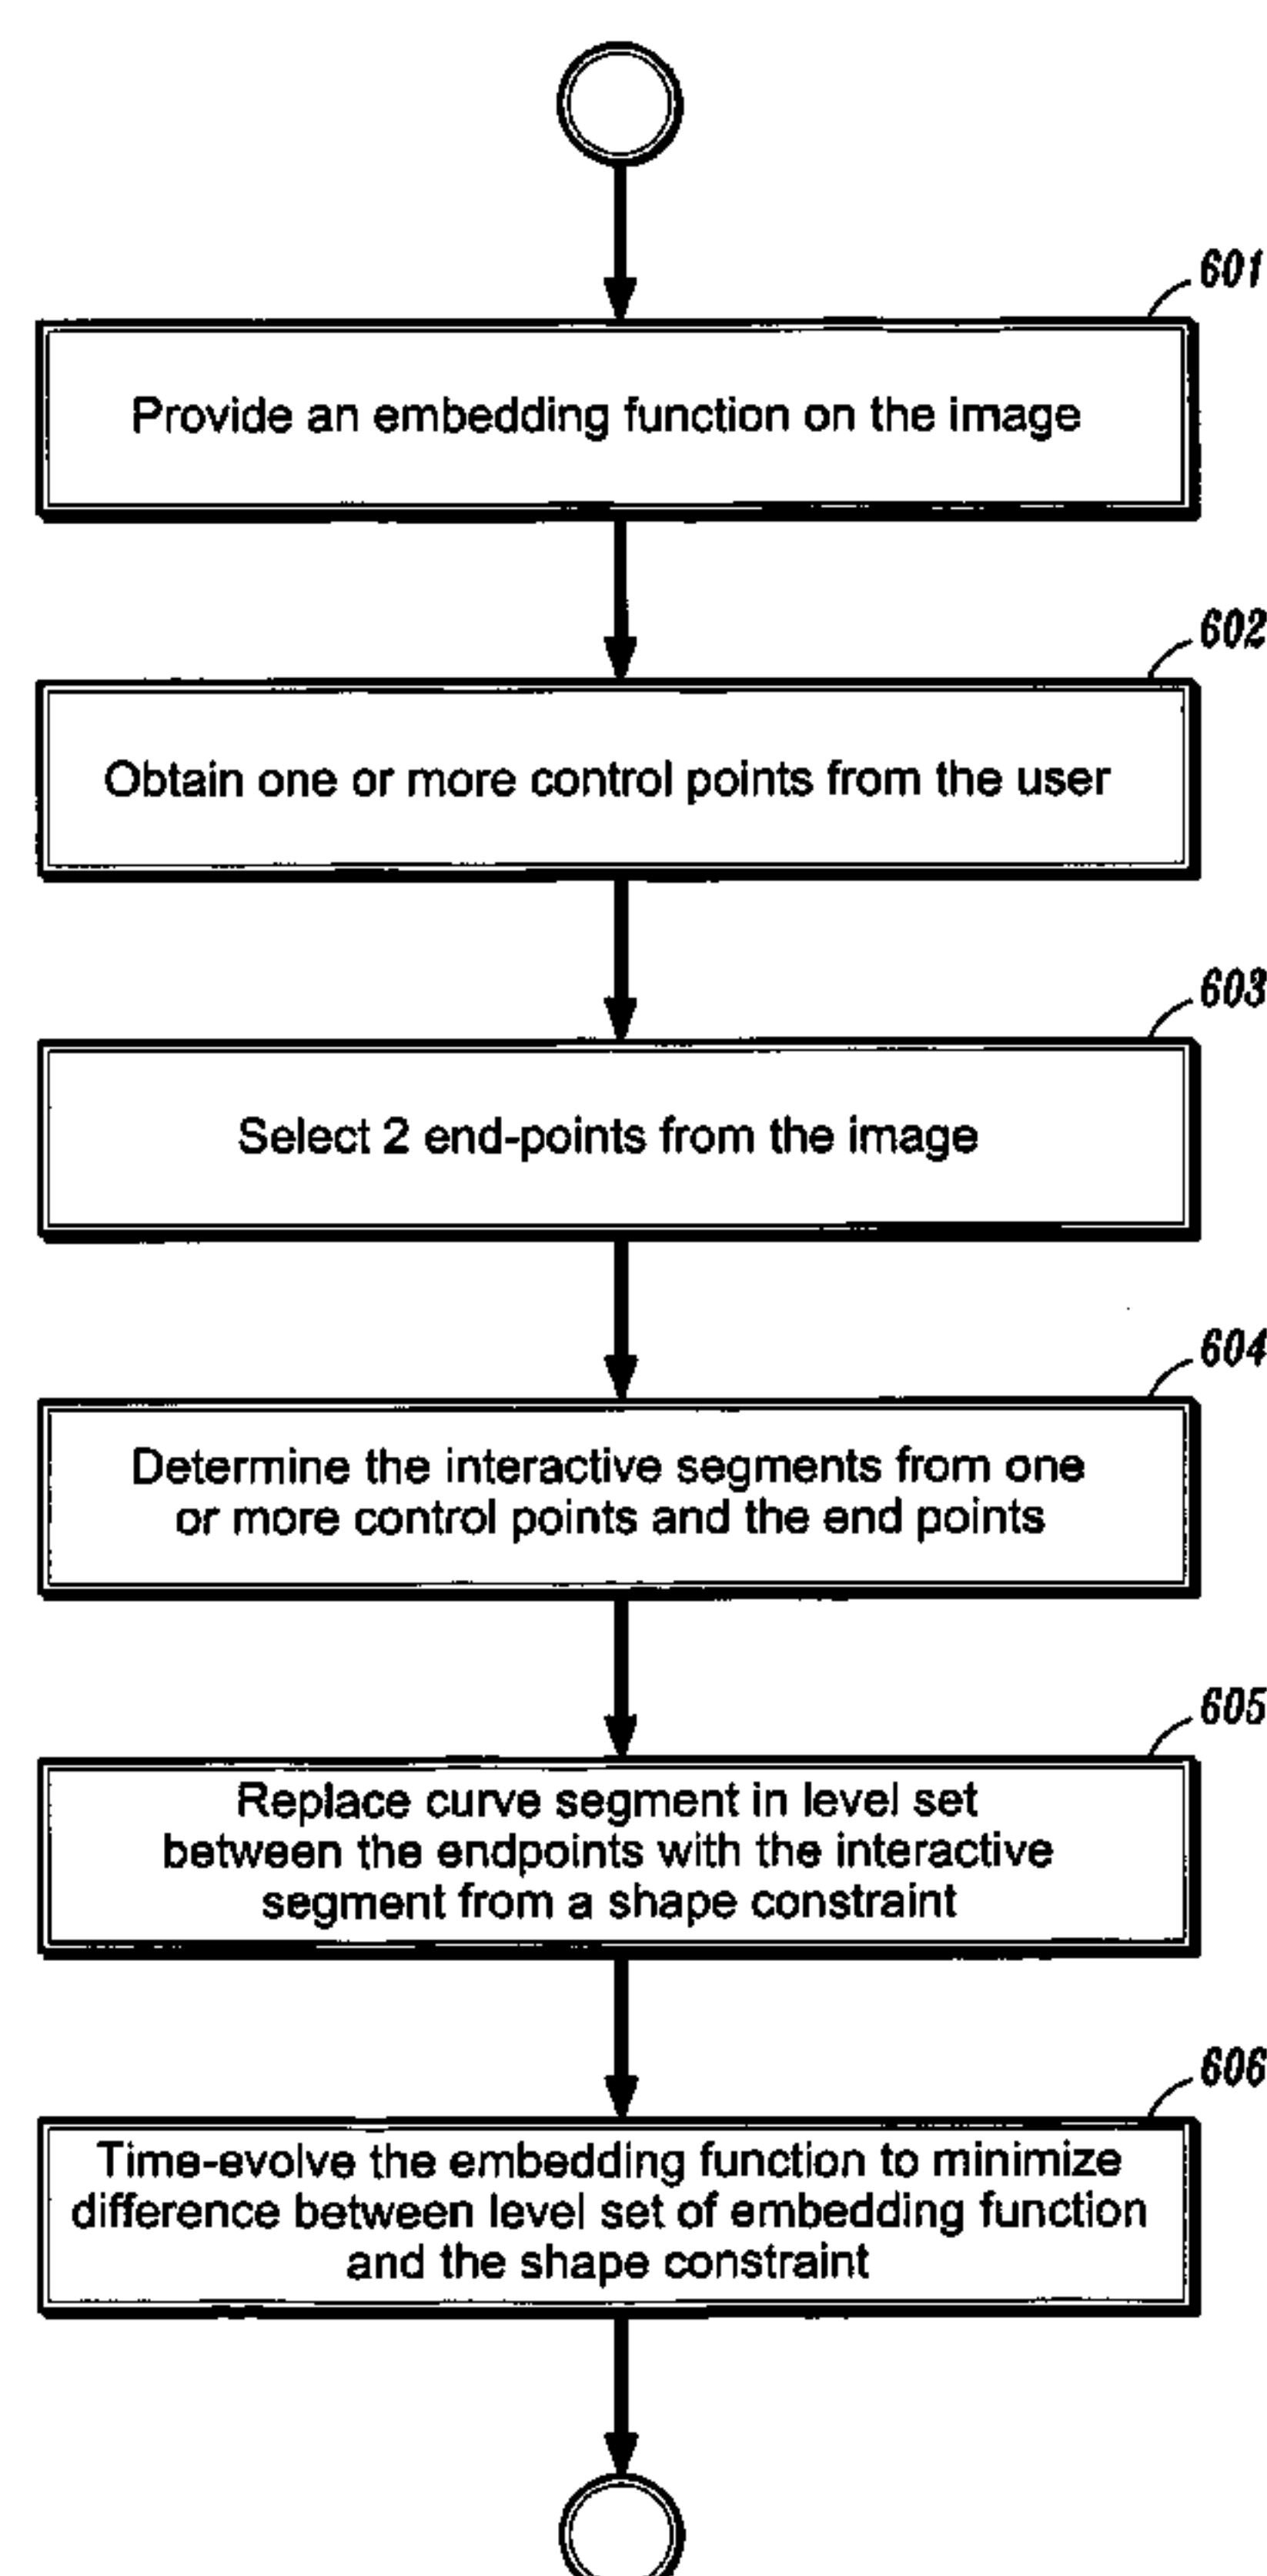 601
Provide an embedding function on the image
602
Obtain one or more control points from the user
603
Select 2 end-points from the image
604
Determine the interactive segments from one
or more control points and the end points
605
Replace curve segment in level set
between the endpoints with the interactive
segment from a shape constraint
606
Time-evolve the embedding function to minimize
difference between level set of embedding function
and the shape constraint